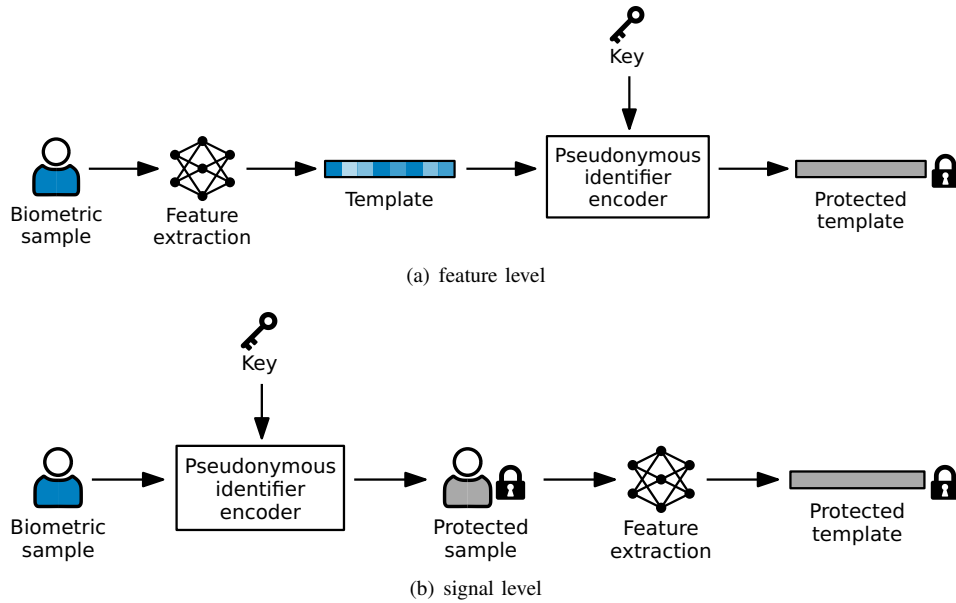 Key
Pseudonymous
identifier
encoder
Biometric
sample
Feature
extraction
Template
Protected
template
(a) feature level
Key
Pseudonymous
identifier
encoder
Biometric
sample
Protected
sample
Feature
extraction
Protected
template
(b) signal level